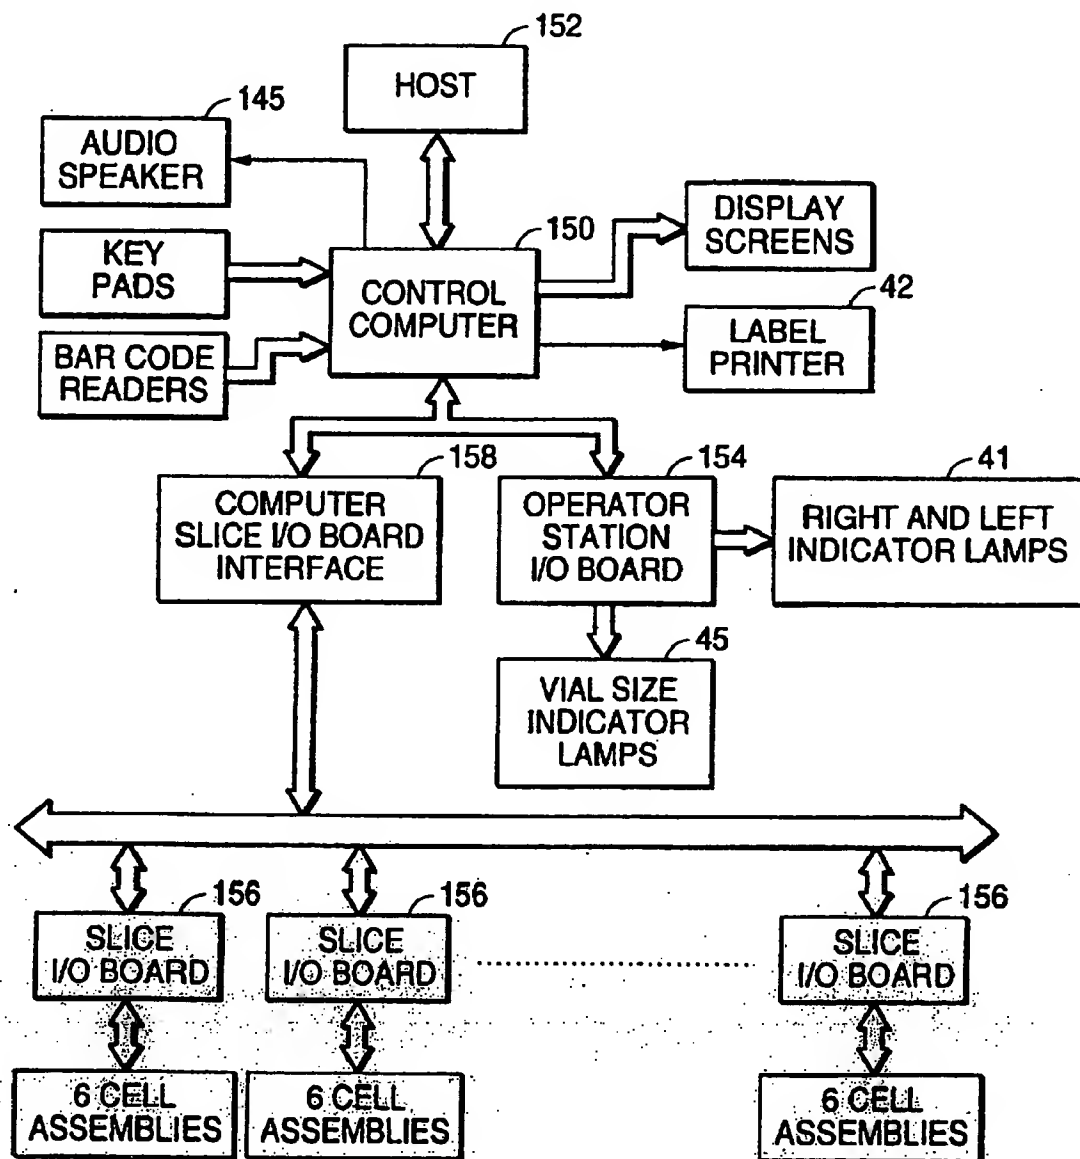 152
HOST
145
AUDIO
SPEAKER
KEY
PADS
BAR CODE
READERS
150
CONTROL
COMPUTER
DISPLAY
SCREENS
42
LABEL
PRINTER
158
COMPUTER
SLICE I/O BOARD
INTERFACE
154
OPERATOR
STATION
I/O BOARD
41
RIGHT AND LEFT
INDICATOR LAMPS
45
VIAL SIZE
INDICATOR
LAMPS
156
SLICE
I/O BOARD
156
SLICE
I/O BOARD
156
SLICE
I/O BOARD
6 CELL
ASSEMBLIES
6 CELL
ASSEMBLIES
6 CELL
ASSEMBLIES